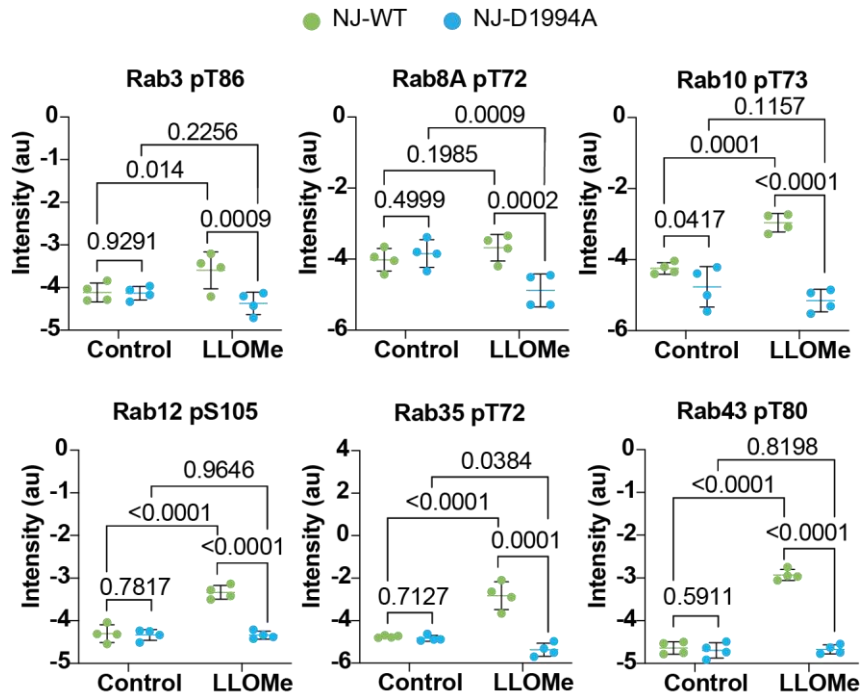 NJ-WT NJ-D1994A
Rab3 pT86
Intensity (au)
0
-1
-2
-3
-4
-5
0.2256
0.014
0.0009
0.9291
Control LLOMe
Rab8A pT72
Intensity (au)
0
-2
-4
-6
0.0009
0.1985
0.4999
0.0002
Control LLOMe
Rab10 pT73
Intensity (au)
0
-2
-4
-6
0.1157
0.0001
<0.0001
0.0417
Control LLOMe
Rab12 pS105
Intensity (au)
0
-1
-2
-3
-4
-5
0.9646
<0.0001
<0.0001
0.7817
Control LLOMe
Rab35 pT72
Intensity (au)
4
2
0
-2
-4
-6
0.0384
<0.0001
0.0001
0.7127
Control LLOMe
Rab43 pT80
Intensity (au)
0
-1
-2
-3
-4
-5
0.8198
<0.0001
<0.0001
0.5911
Control LLOMe